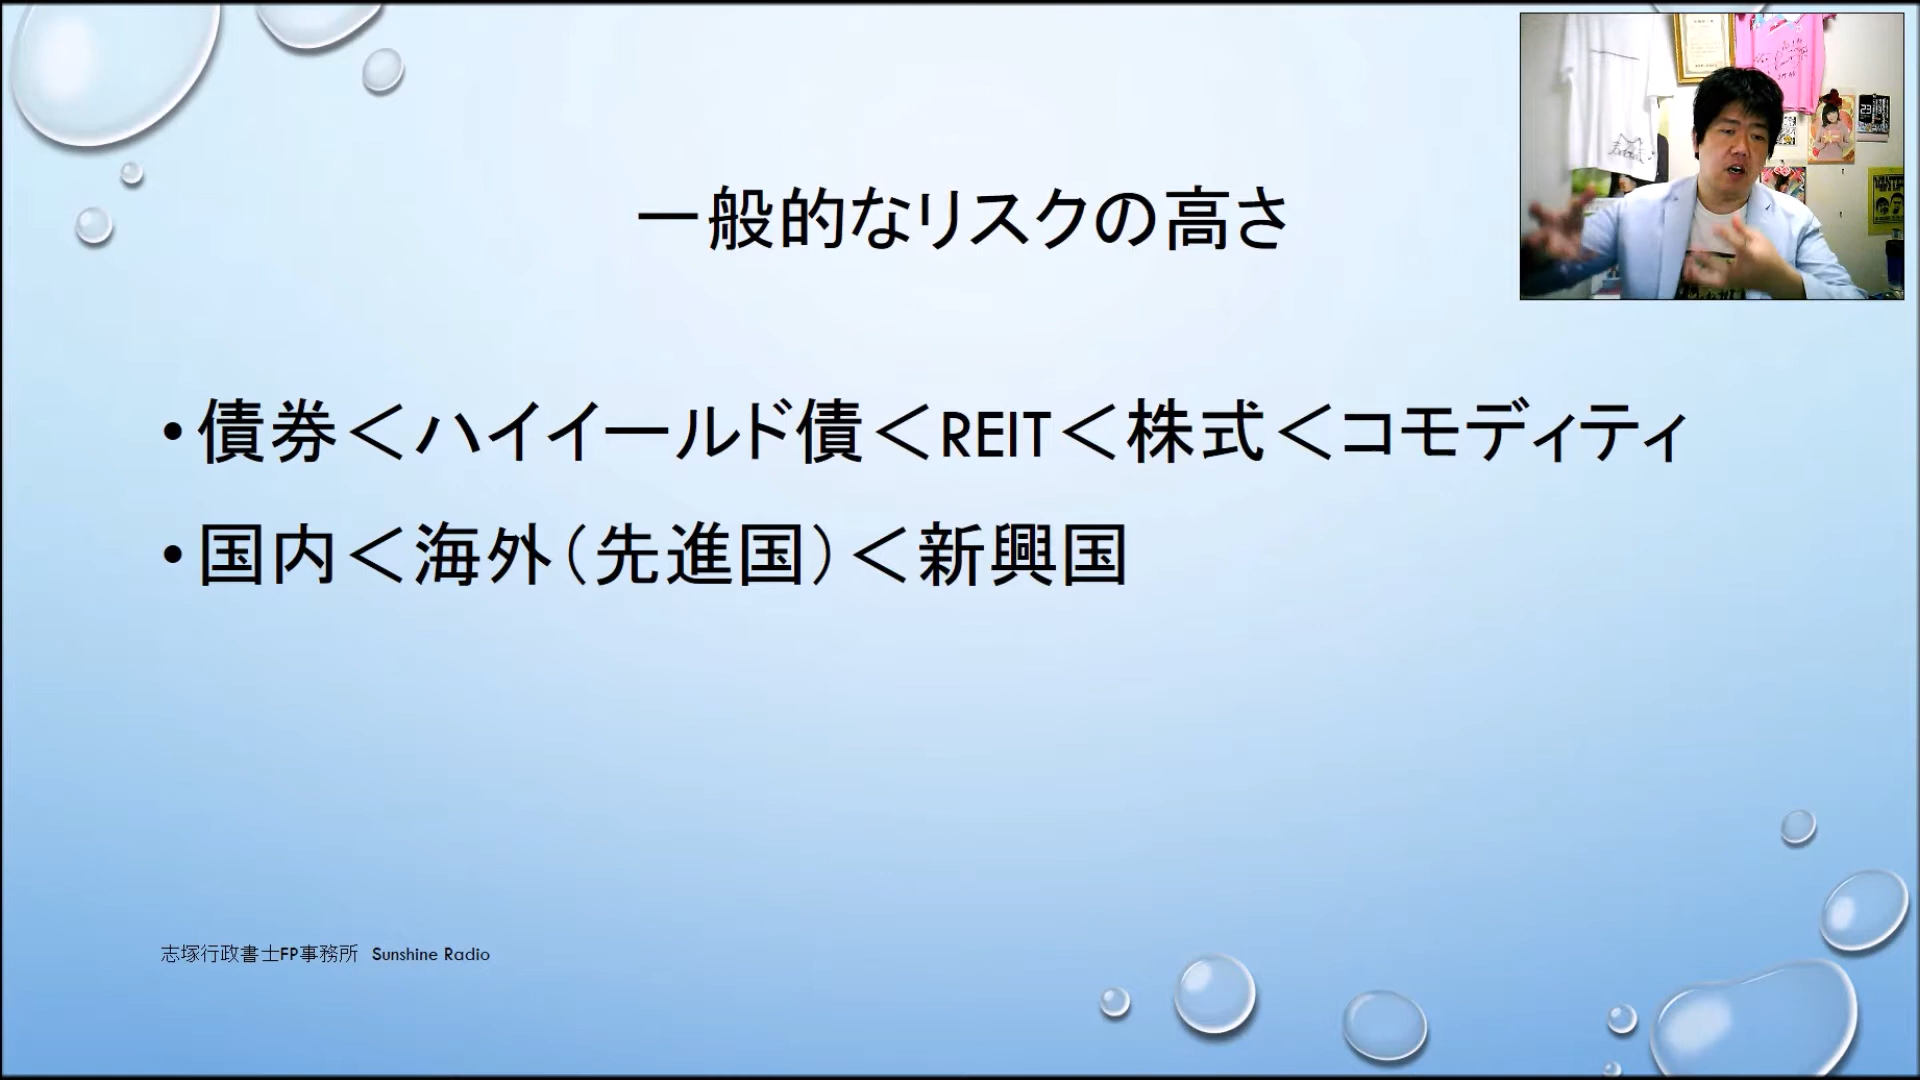 一般的なリスクの高さ
•債券＜ハイイールド債＜REIT＜株式＜コモディティ
•国内＜海外（先進国）＜新興国
志塚行政書士FP事務所 Sunshine Radio
23